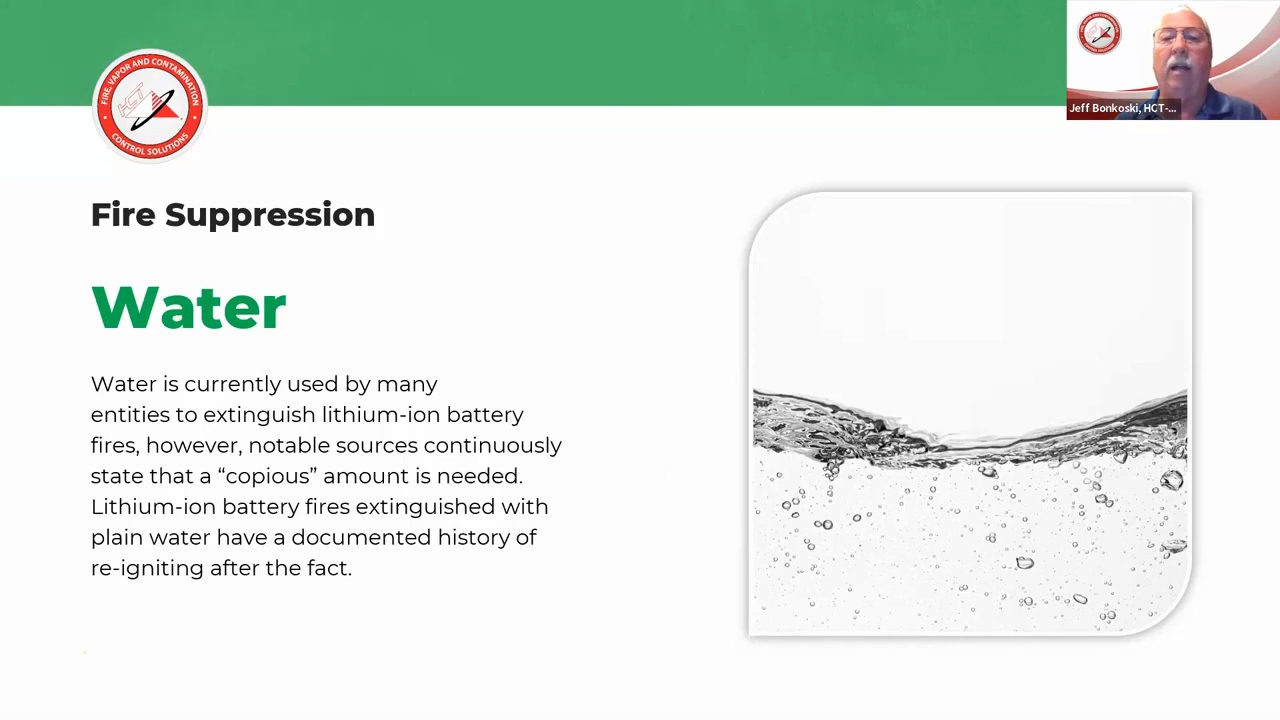 FIRE, VAPOR AND CONTAMINATION
HCT
CONTROL SOLUTIONS
Jeff Bonkoski, HCT-...
Fire Suppression
Water
Water is currently used by many
entities to extinguish lithium-ion battery
fires, however, notable sources continuously
state that a “copious” amount is needed.
Lithium-ion battery fires extinguished with
plain water have a documented history of
re-igniting after the fact.